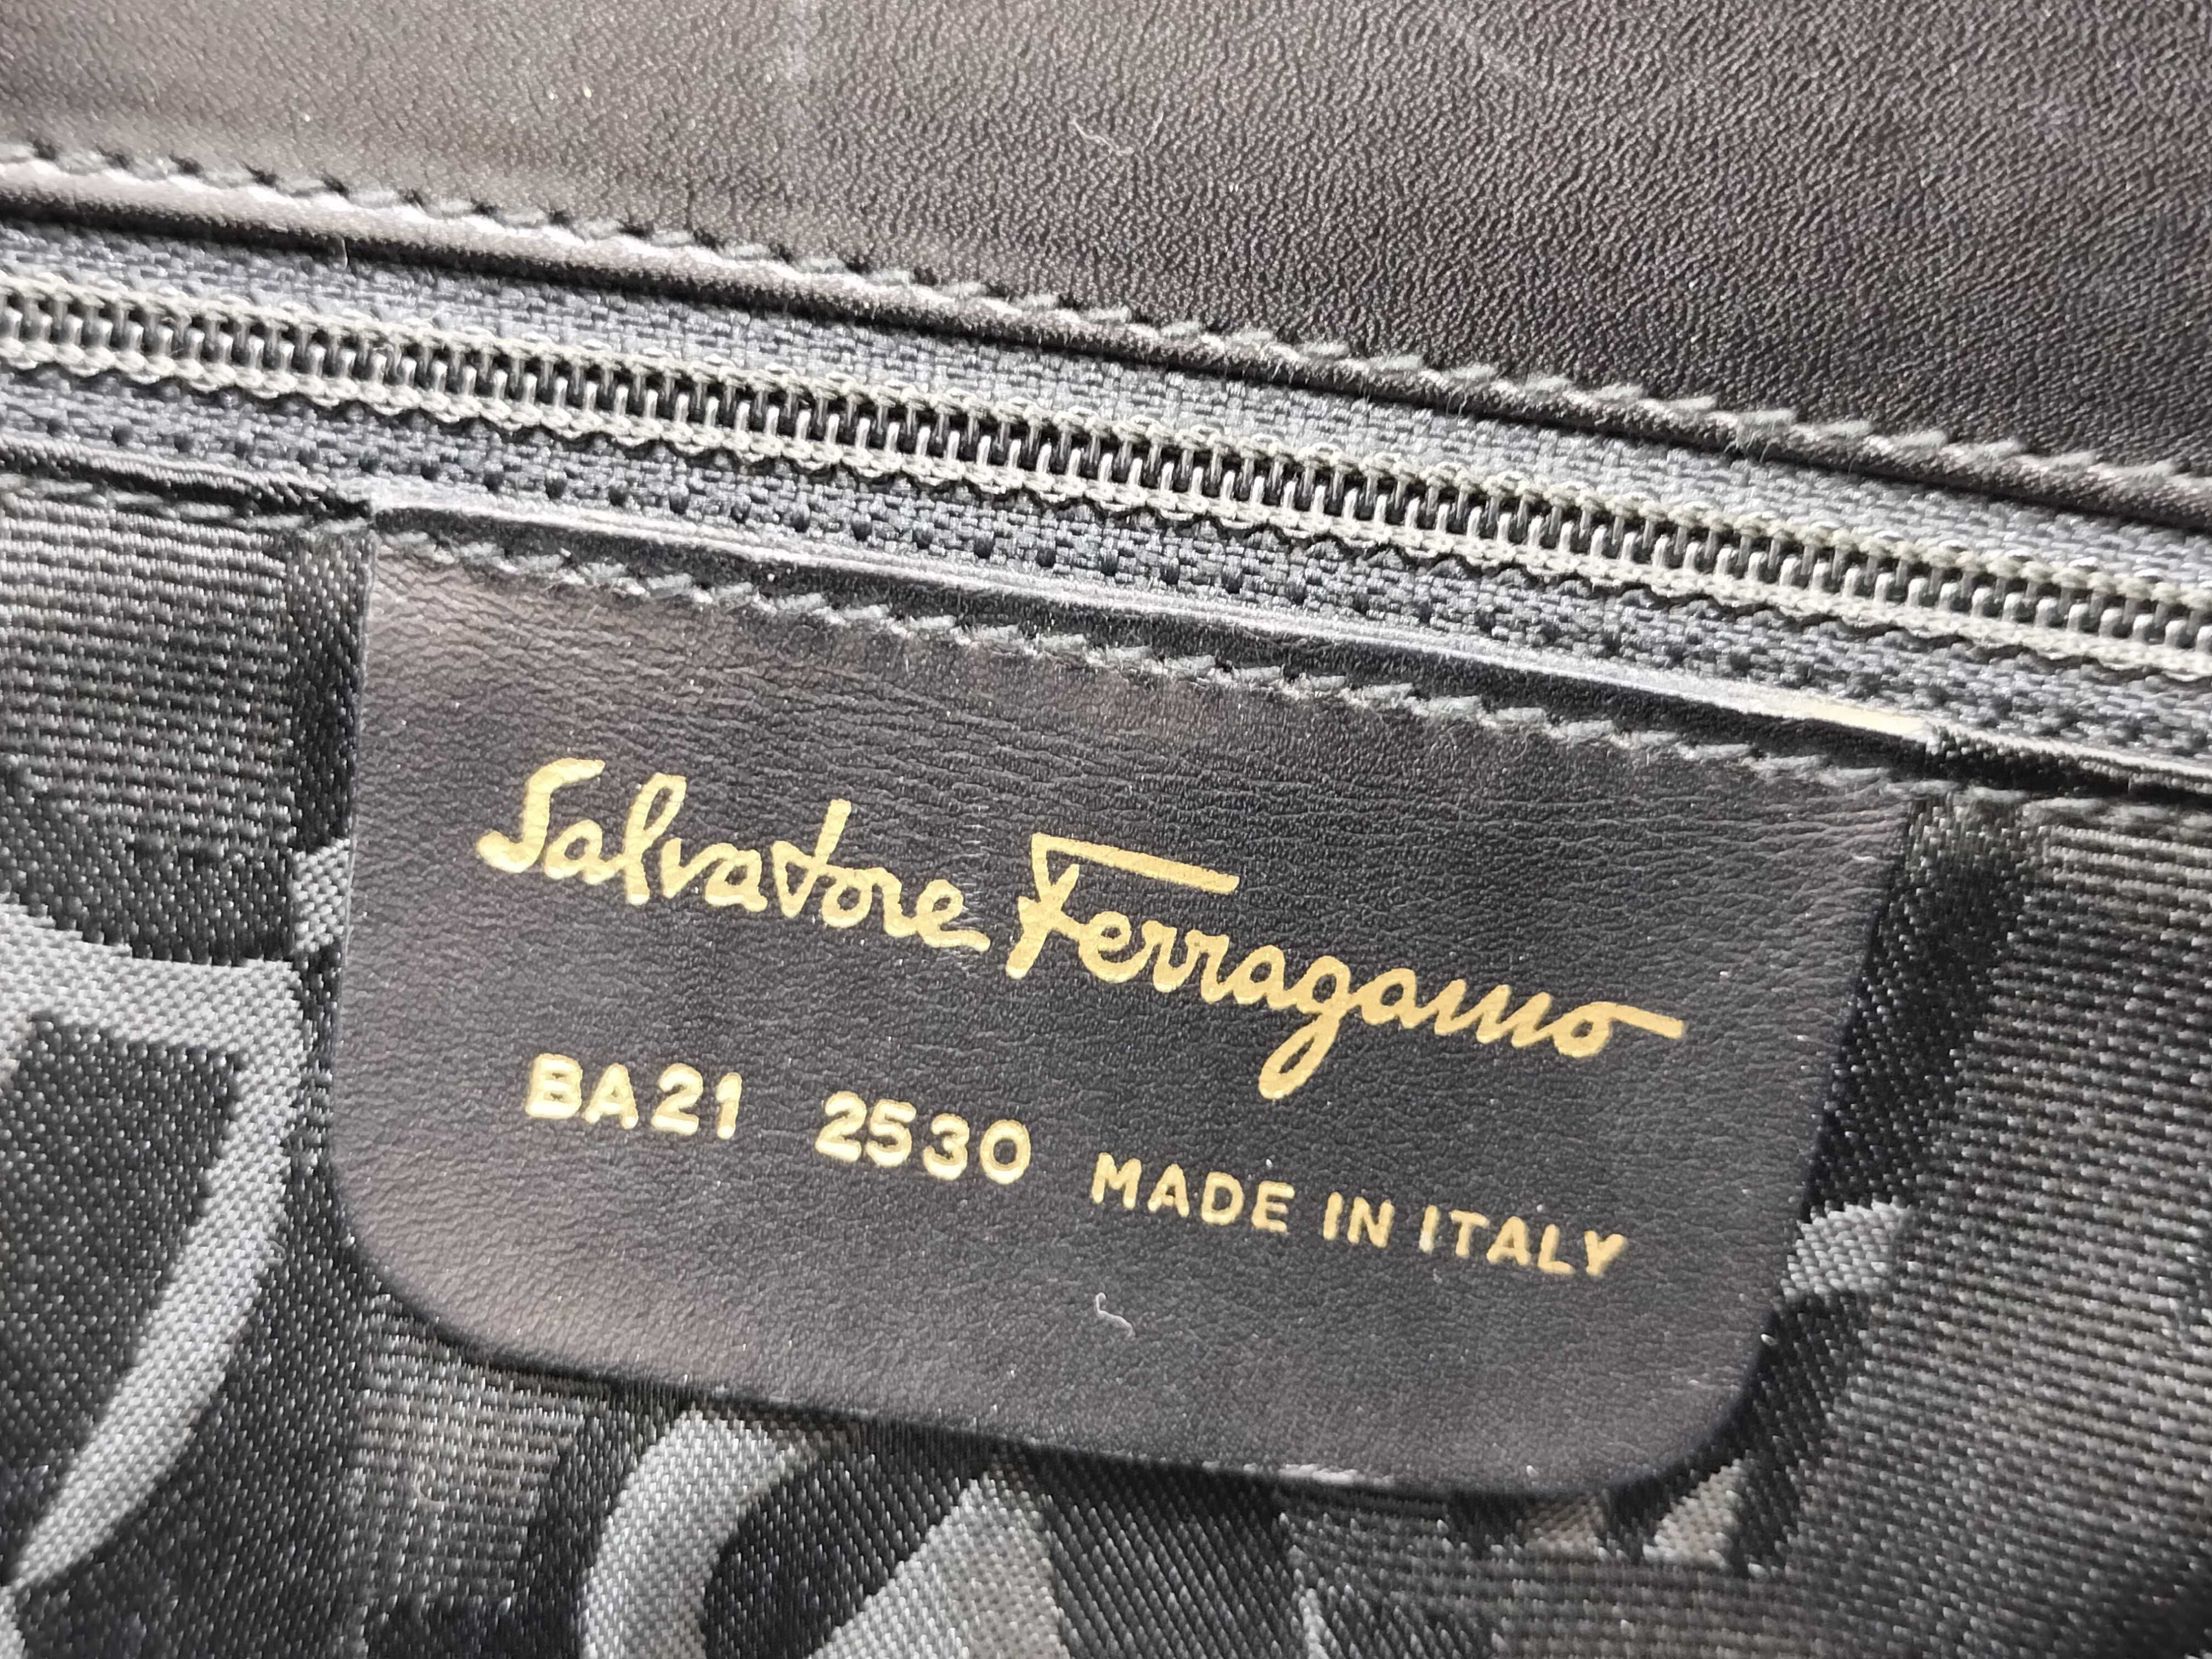 Salvatore Ferragamo
BA21 2530 MADE IN ITALY